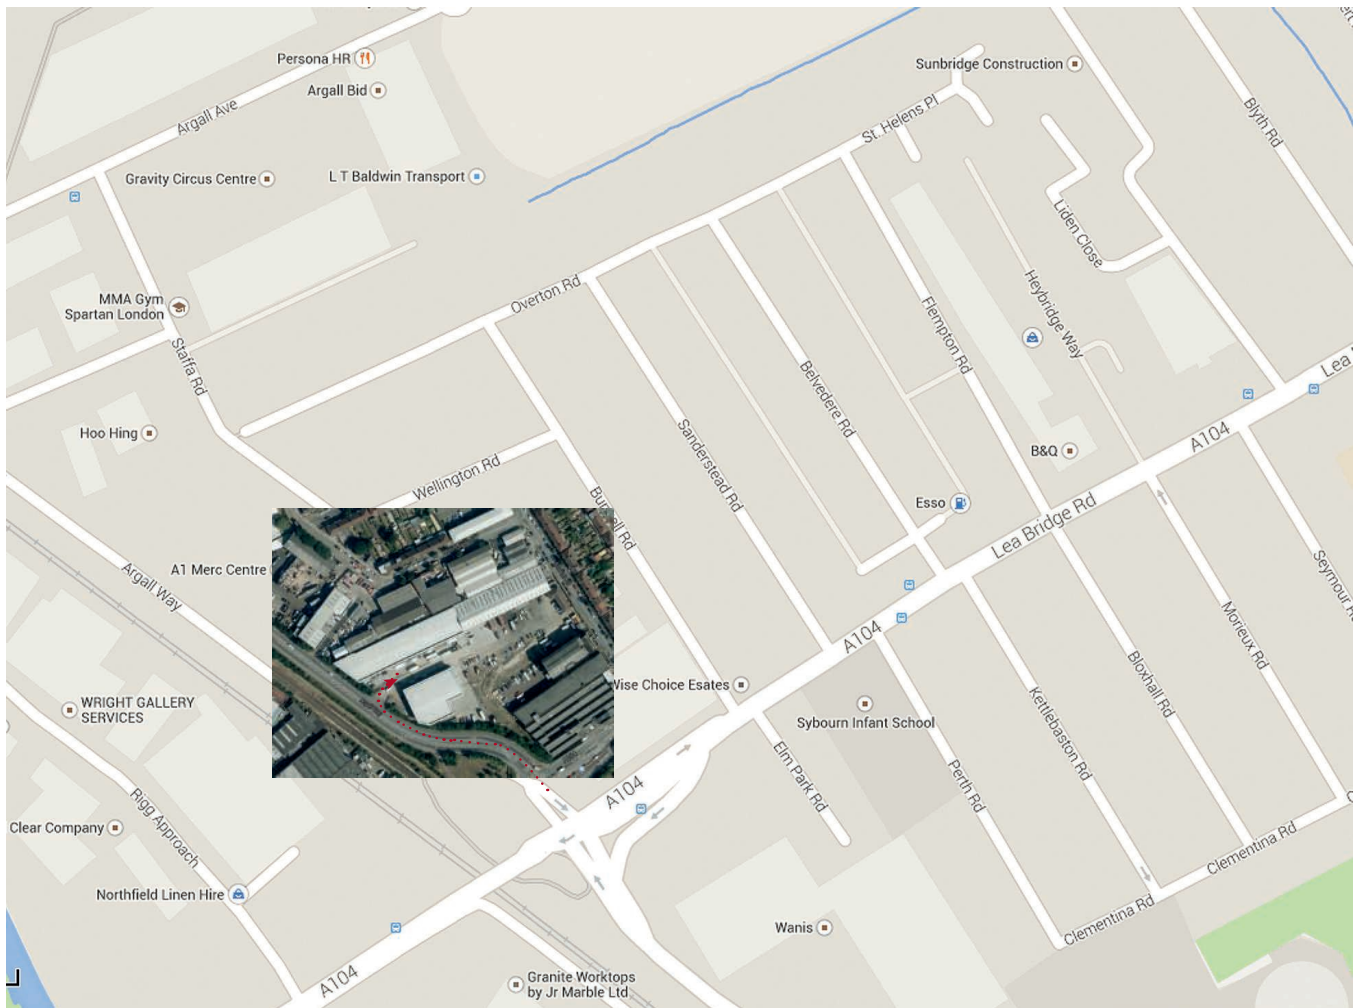 Persona HR
Argall Bid
Argall Ave
Sunbridge Construction
Blyth Rd
St. Helens Pl
Gravity Circus Centre
L T Baldwin Transport
Liden Close
MMA Gym
Spartan London
Overton Rd
Heybridge Way
Flempton Rd
Staffa Rd
Lea
Belvedere Rd
Hoo Hing
Sanderstead Rd
A104
B&Q
Wellington Rd
Esso
Lea Bridge Rd
Rd
A1 Merc Centre
Argall Way
Seymour
Morieux Rd
A104
Bloxhall Rd
Wise Choice Esates
Kettlebaston Rd
WRIGHT GALLERY
SERVICES
Sybourn Infant School
Elm Park Rd
Perth Rd
A104
Rigg Approach
Clear Company
Clementina Rd
Northfield Linen Hire
Clementina Rd
Wanis
A104
Granite Worktops
by Jr Marble Ltd